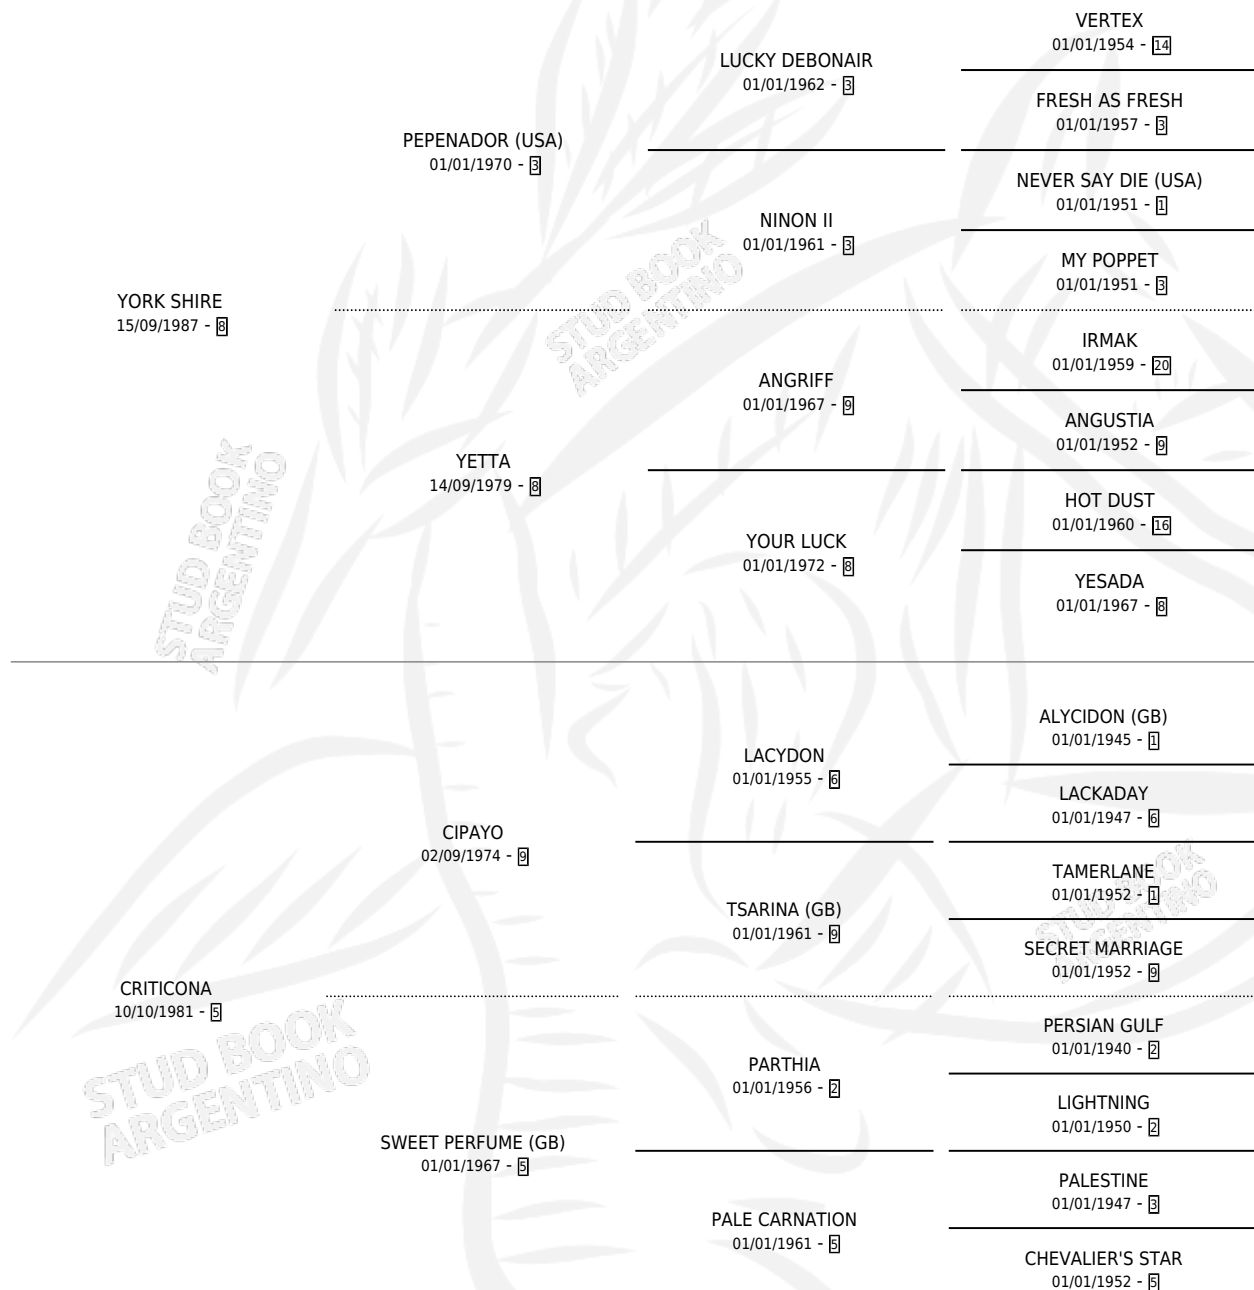 VERTEX
01/01/1954 - 14
LUCKY DEBONAIR
01/01/1962 - 3
FRESH AS FRESH
01/01/1957 - 3
PEPENADOR (USA)
01/01/1970 - 3
NEVER SAY DIE (USA)
01/01/1951 - 1
NINON II
01/01/1961 - 3
MY POPPET
01/01/1951 - 3
YORK SHIRE
15/09/1987 - 8
IRMAK
01/01/1959 - 20
ANGRIFF
01/01/1967 - 9
ANGUSTIA
01/01/1952 - 9
YETTA
14/09/1979 - 8
HOT DUST
01/01/1960 - 16
YOUR LUCK
01/01/1972 - 8
YESADA
01/01/1967 - 8
ALYCIDON (GB)
01/01/1945 - 1
LACYDON
01/01/1955 - 6
LACKADAY
01/01/1947 - 6
CIPAYO
02/09/1974 - 9
TAMERLANE
01/01/1952 - 1
TSARINA (GB)
01/01/1961 - 9
SECRET MARRIAGE
01/01/1952 - 9
CRITICONA
10/10/1981 - 5
PERSIAN GULF
01/01/1940 - 2
PARTHIA
01/01/1956 - 2
LIGHTNING
01/01/1950 - 2
SWEET PERFUME (GB)
01/01/1967 - 5
PALESTINE
01/01/1947 - 3
PALE CARNATION
01/01/1961 - 5
CHEVALIER'S STAR
01/01/1952 - 5
STUD BOOK
ARGENTINO
STUD BOOK
ARGENTINO
STUD BOOK
ARGENTINO
STUD BOOK
ARGENTINO